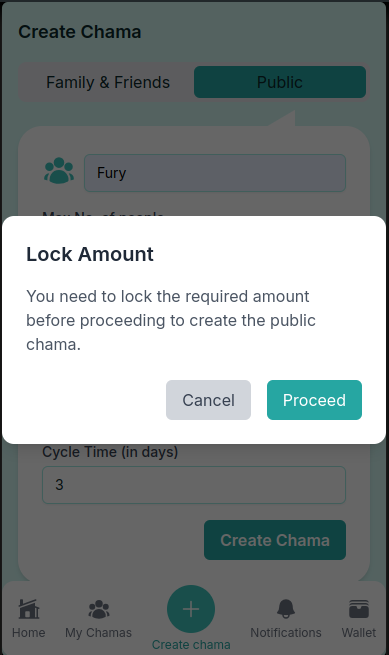 Create Chama
Family & Friends
Public
Fury
Max No. of people
Lock Amount
You need to lock the required amount
before proceeding to create the public
chama.
Cancel
Proceed
Cycle Time (in days)
3
Create Chama
Home
My Chamas
Create chama
Notifications
Wallet